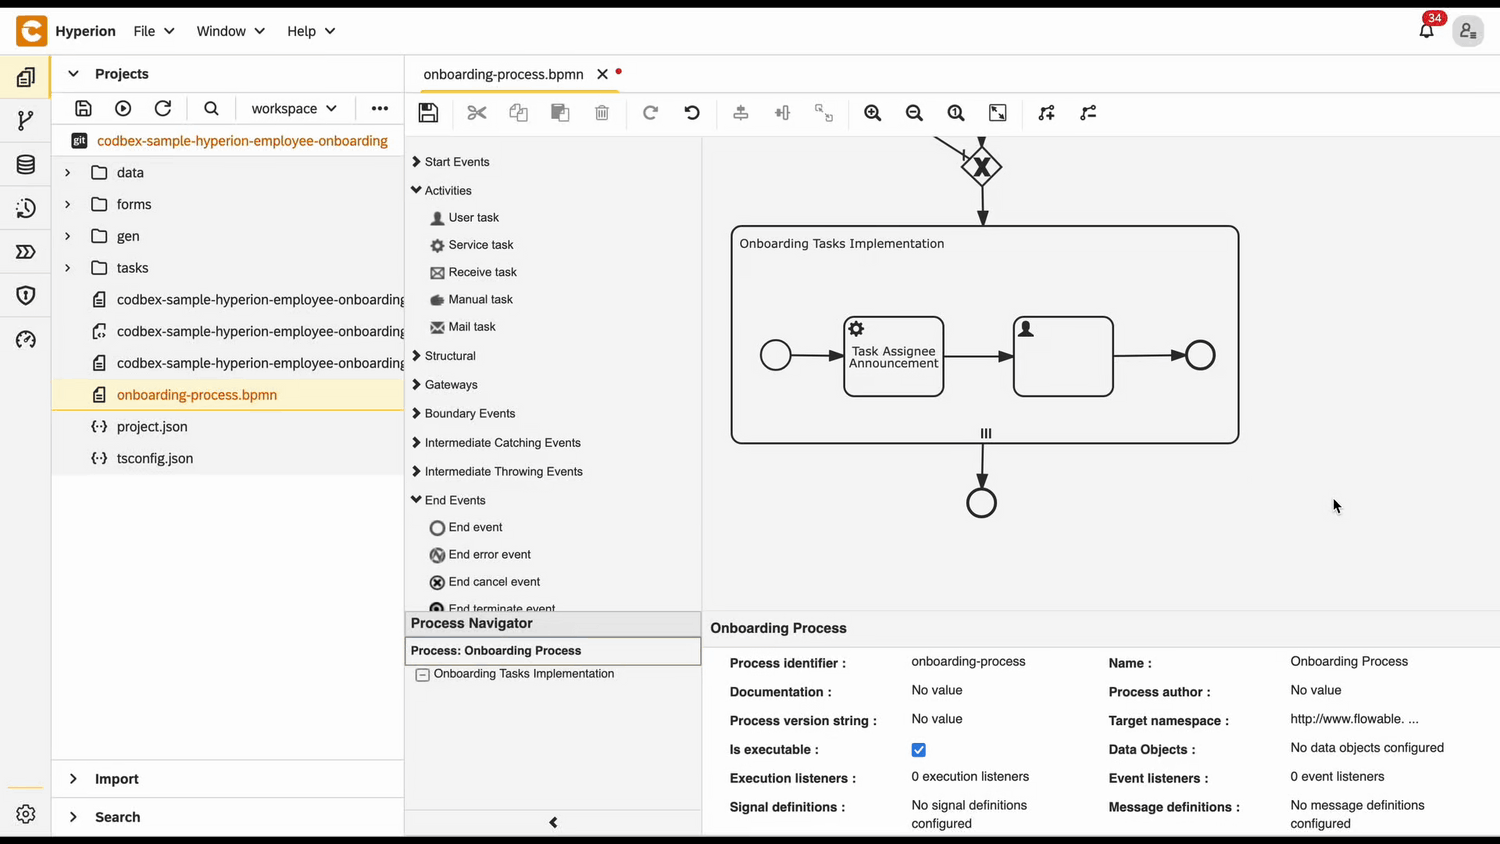 Hyperion File Window Help 34
Projects
workspace
codbex-sample-hyperion-employee-onboarding
git
data
forms
gen
tasks
codbex-sample-hyperion-employee-onboarding
codbex-sample-hyperion-employee-onboarding
codbex-sample-hyperion-employee-onboarding
onboarding-process.bpmn
project.json
tsconfig.json
Import
Search
onboarding-process.bpmn
Start Events
Activities
User task
Service task
Receive task
Manual task
Mail task
Structural
Gateways
Boundary Events
Intermediate Catching Events
Intermediate Throwing Events
End Events
End event
End error event
End cancel event
End terminate event
Process Navigator
Process: Onboarding Process
Onboarding Tasks Implementation
Onboarding Tasks Implementation
Task Assignee
Announcement
Onboarding Process
Process identifier : onboarding-process Name : Onboarding Process
Documentation : No value Process author : No value
Process version string : No value Target namespace : http://www.flowable. ...
Is executable : Data Objects : No data objects configured
Execution listeners : 0 execution listeners Event listeners : 0 event listeners
Signal definitions : No signal definitions Message definitions : No message definitions
configured configured